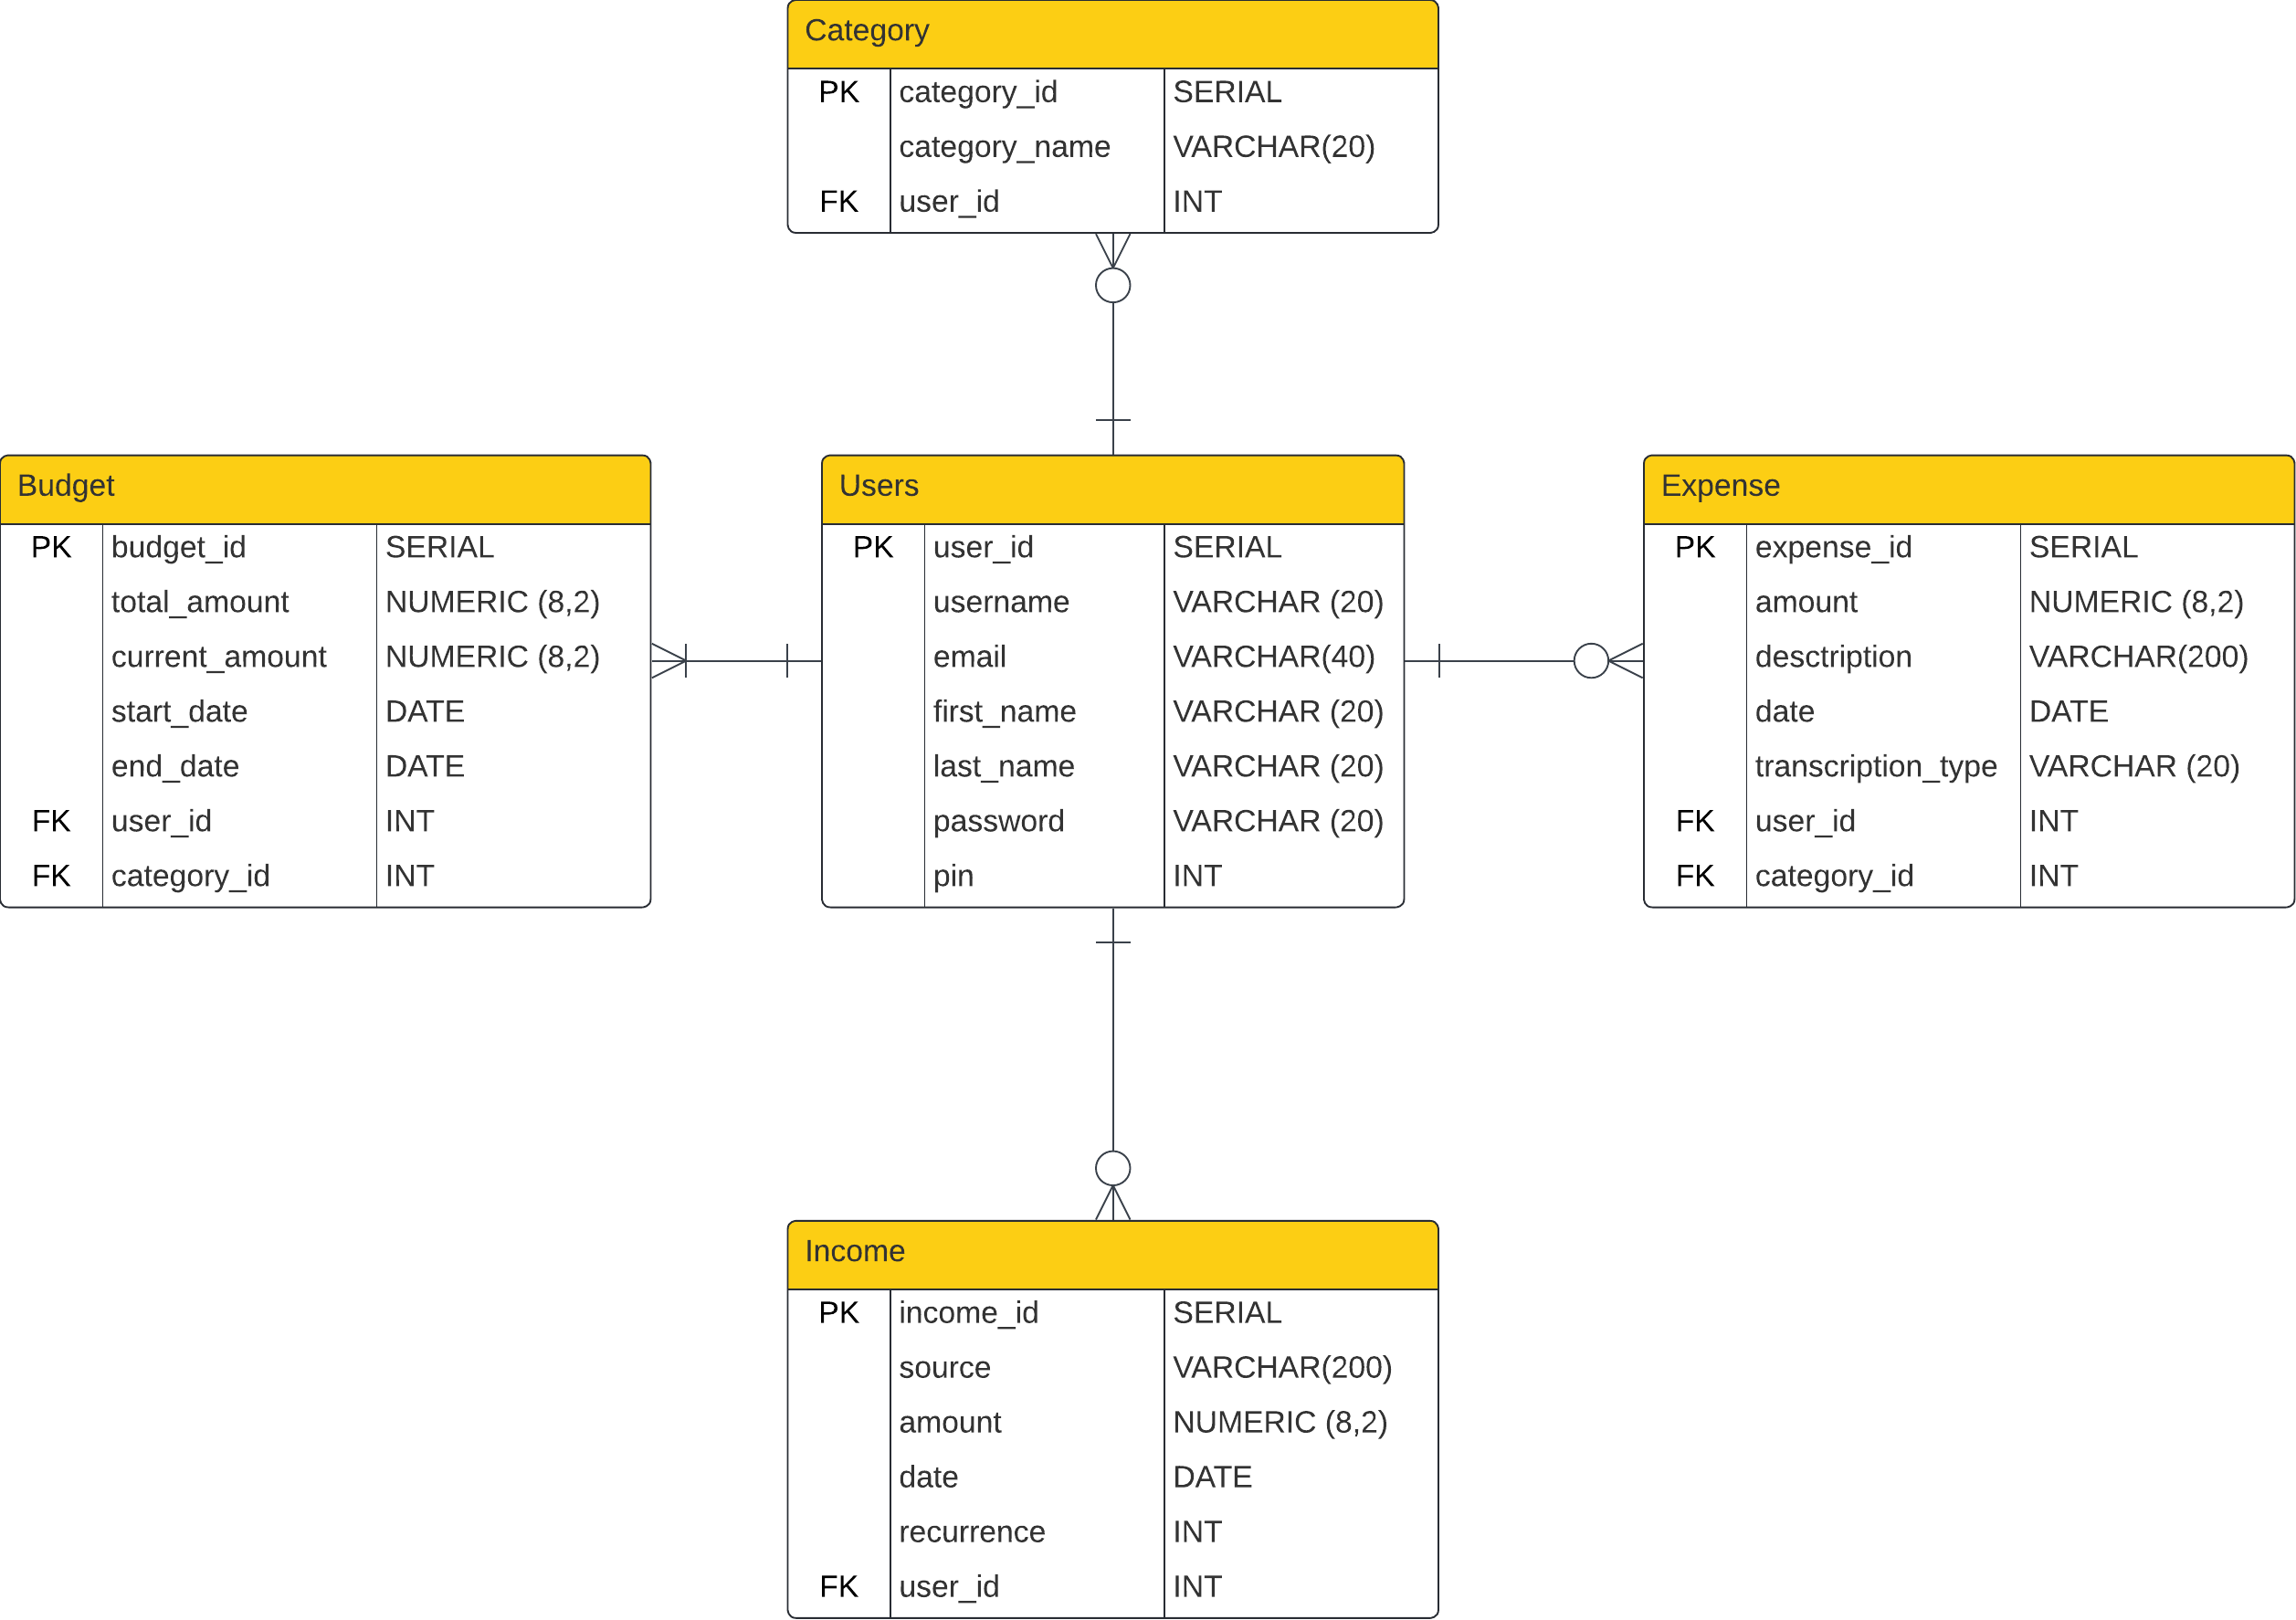 Category
PK category_id SERIAL
category_name VARCHAR(20)
FK user_id INT
Budget
PK budget_id SERIAL
total_amount NUMERIC (8,2)
current_amount NUMERIC (8,2)
start_date DATE
end_date DATE
FK user_id INT
FK category_id INT
Users
PK user_id SERIAL
username VARCHAR (20)
email VARCHAR(40)
first_name VARCHAR (20)
last_name VARCHAR (20)
password VARCHAR (20)
pin INT
Expense
PK expense_id SERIAL
amount NUMERIC (8,2)
desctription VARCHAR(200)
date DATE
transcription_type VARCHAR (20)
FK user_id INT
FK category_id INT
Income
PK income_id SERIAL
source VARCHAR(200)
amount NUMERIC (8,2)
date DATE
recurrence INT
FK user_id INT